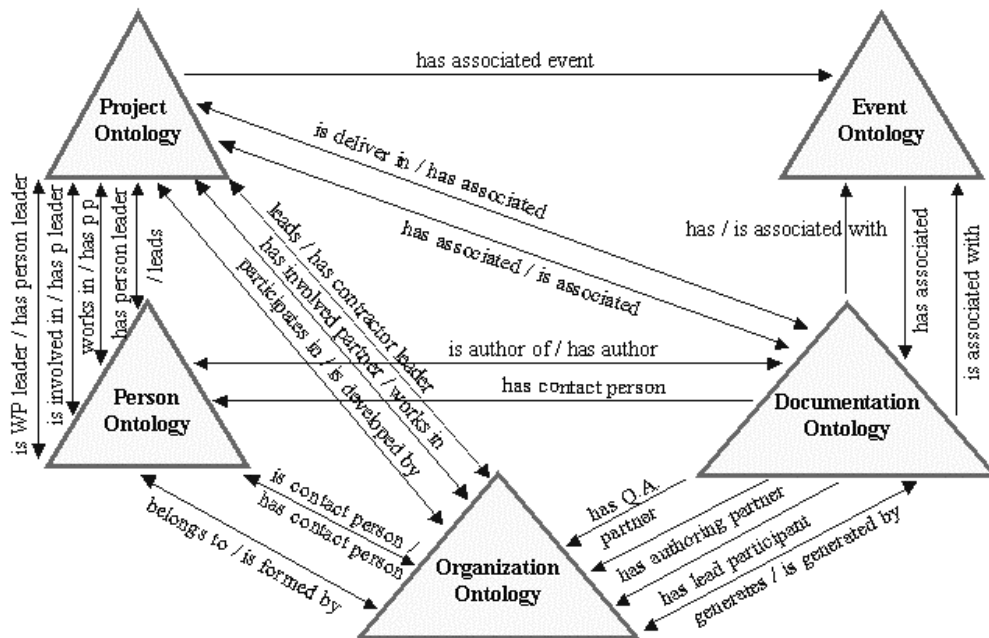 has associated event
Project
Ontology
Event
Ontology
is deliver in / has associated
has associated / is associated
has / is associated with
has associated
is associated with
is WP leader / has person leader
is involved in / has p leader
works in / has p p
has person leader
/ leads
leads / has contractor leader
has involved partner / works in
participates in / is developed by
is author of / has author
has contact person
Person
Ontology
Documentation
Ontology
is contact person /
has contact person
belongs to / is formed by
Organization
Ontology
has Q.A.
partner
has authoring partner
has lead participant
generates / is generated by